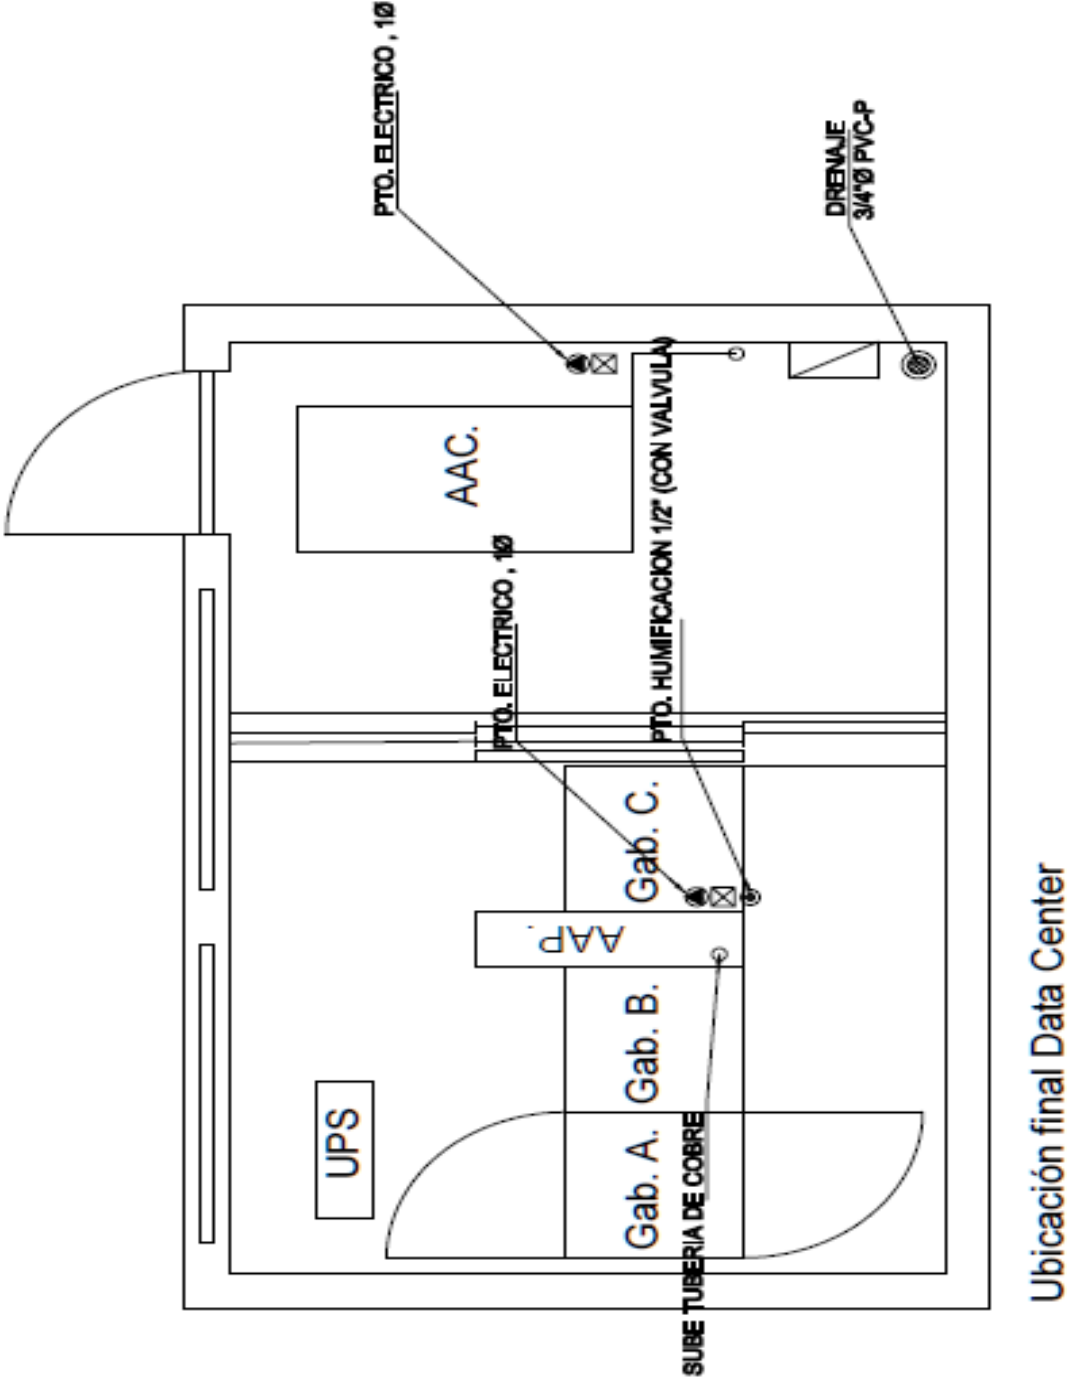 PTO. ELECTRICO , 1Ø
DRENAJE
3/4"Ø PVC-P
AAC.
PTO. ELECTRICO , 1Ø
PTO. HUMIFICACION 1/2" (CON VALVULA)
Gab. C.
AAP.
Gab. B.
UPS
Gab. A.
SUBE TUBERIA DE COBRE
Ubicación final Data Center